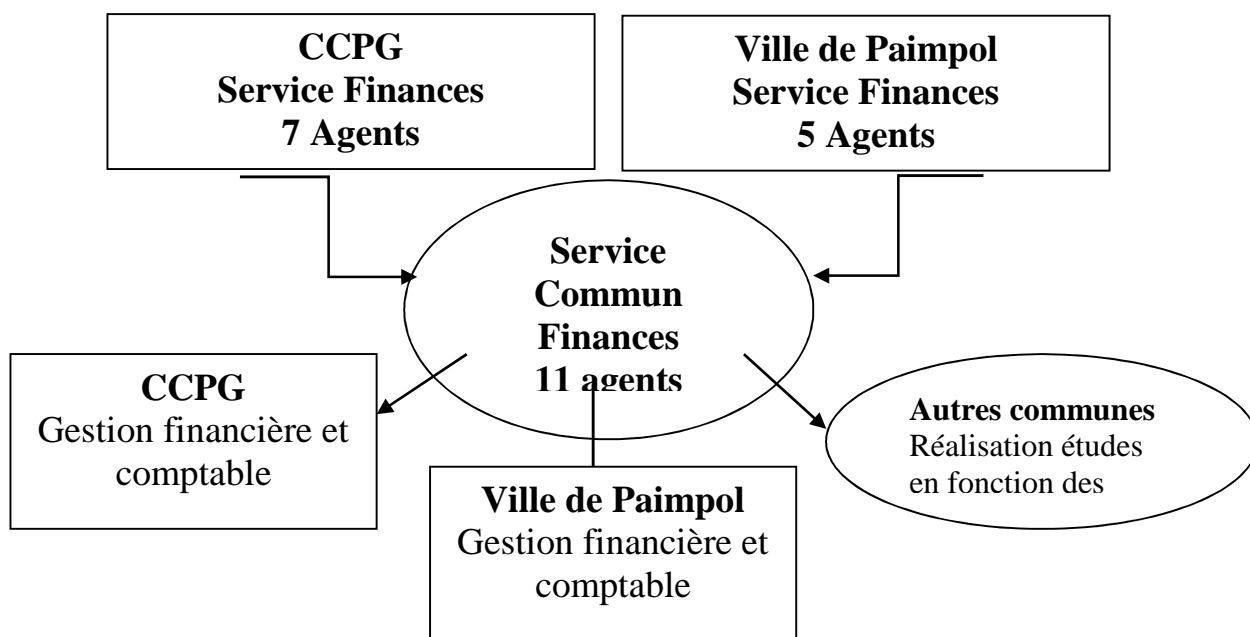 CCPG
Service Finances
7 Agents
Ville de Paimpol
Service Finances
5 Agents
Service
Commun
Finances
11 agents
CCPG
Gestion financière et
comptable
Ville de Paimpol
Gestion financière et
comptable
Autres communes
Réalisation études
en fonction des